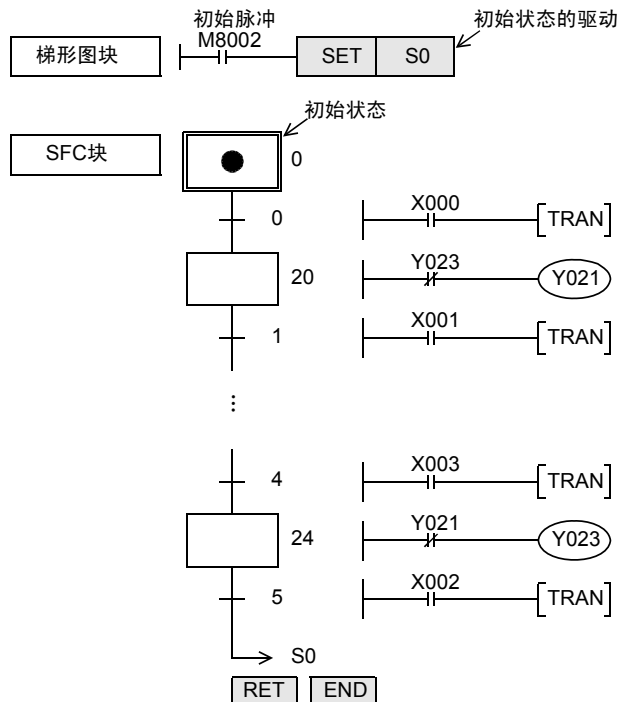 初始脉冲
初始状态的驱动
梯形图块
M8002
SET
S0
初始状态
SFC块
0
0
X000
TRAN
20
Y023
Y021
1
X001
TRAN
⋮
4
X003
TRAN
24
Y021
Y023
5
X002
TRAN
S0
RET
END